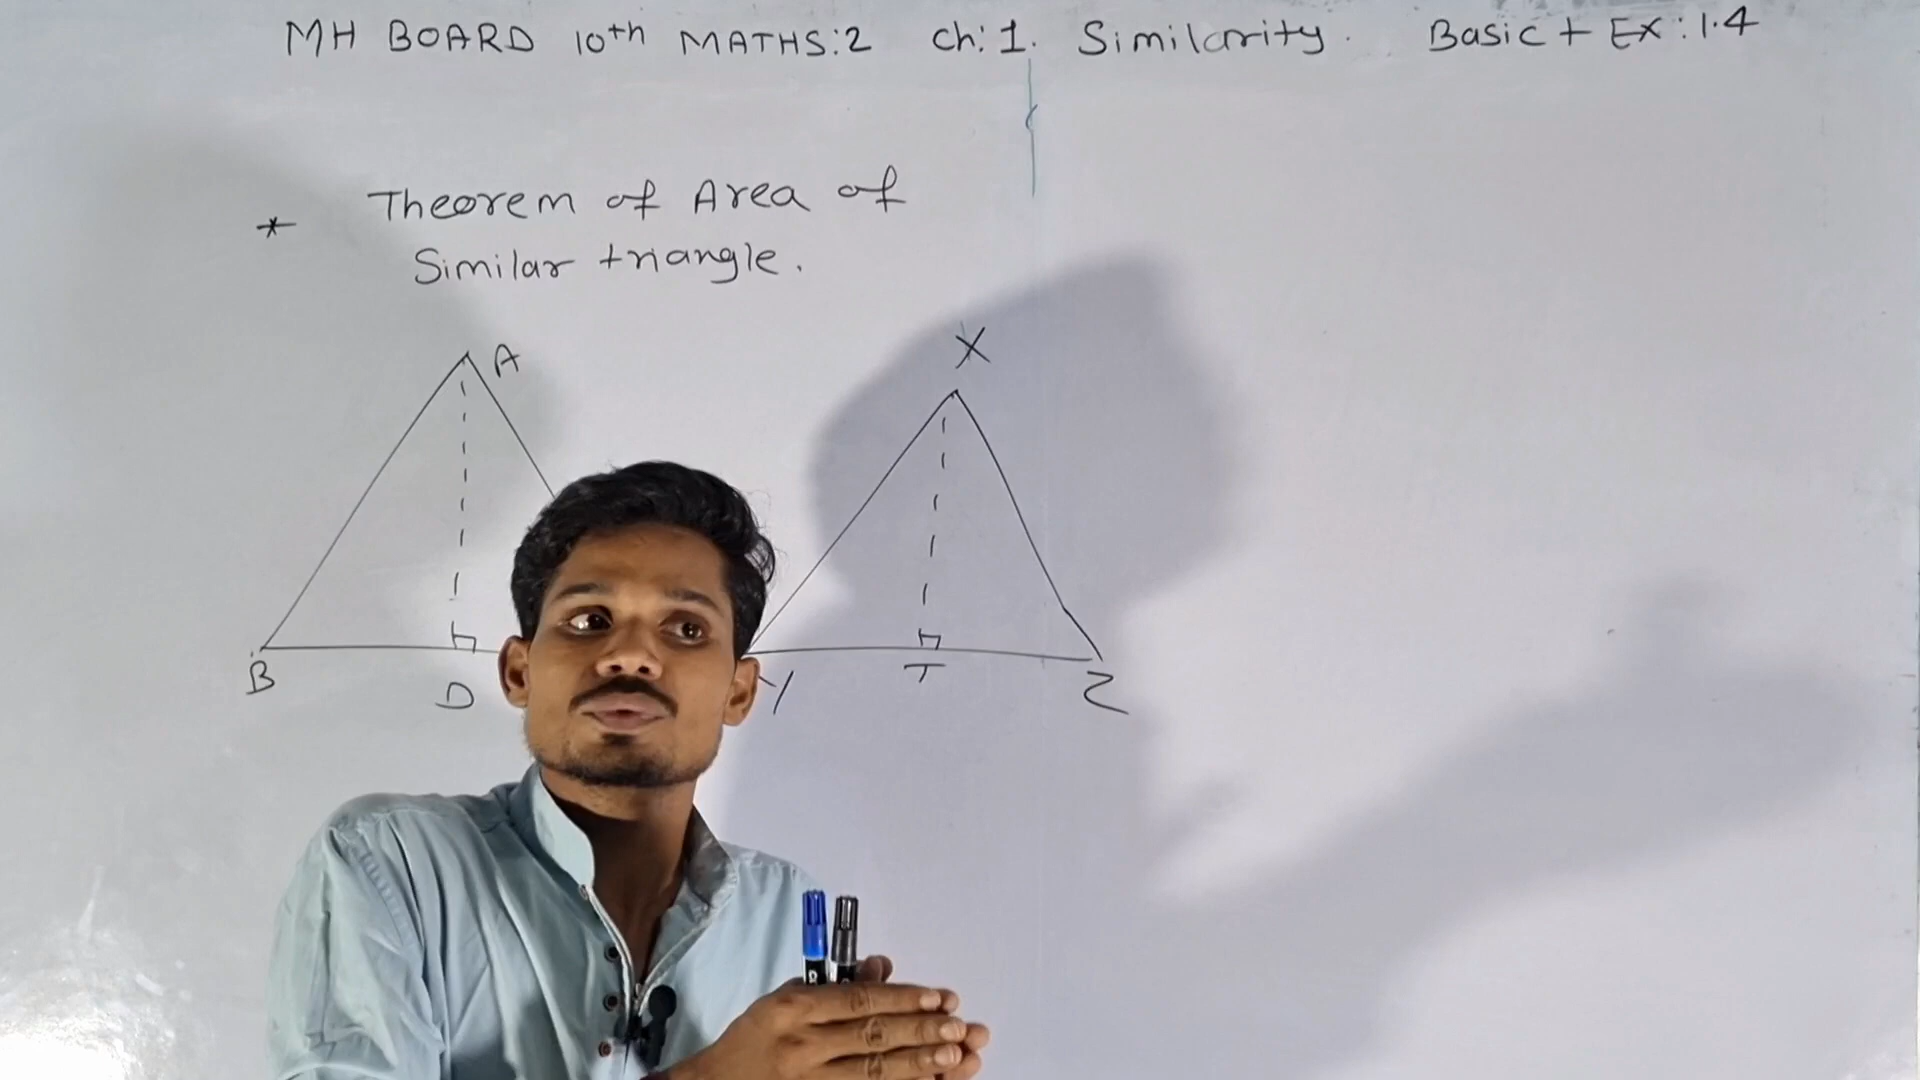 MH BOARD 10th MATHS:2 Ch: 1. Similarity. Basic + Ex: 1.4
* Theorem of Area of
Similar triangle.
A
X
B
D
Y
T
Z